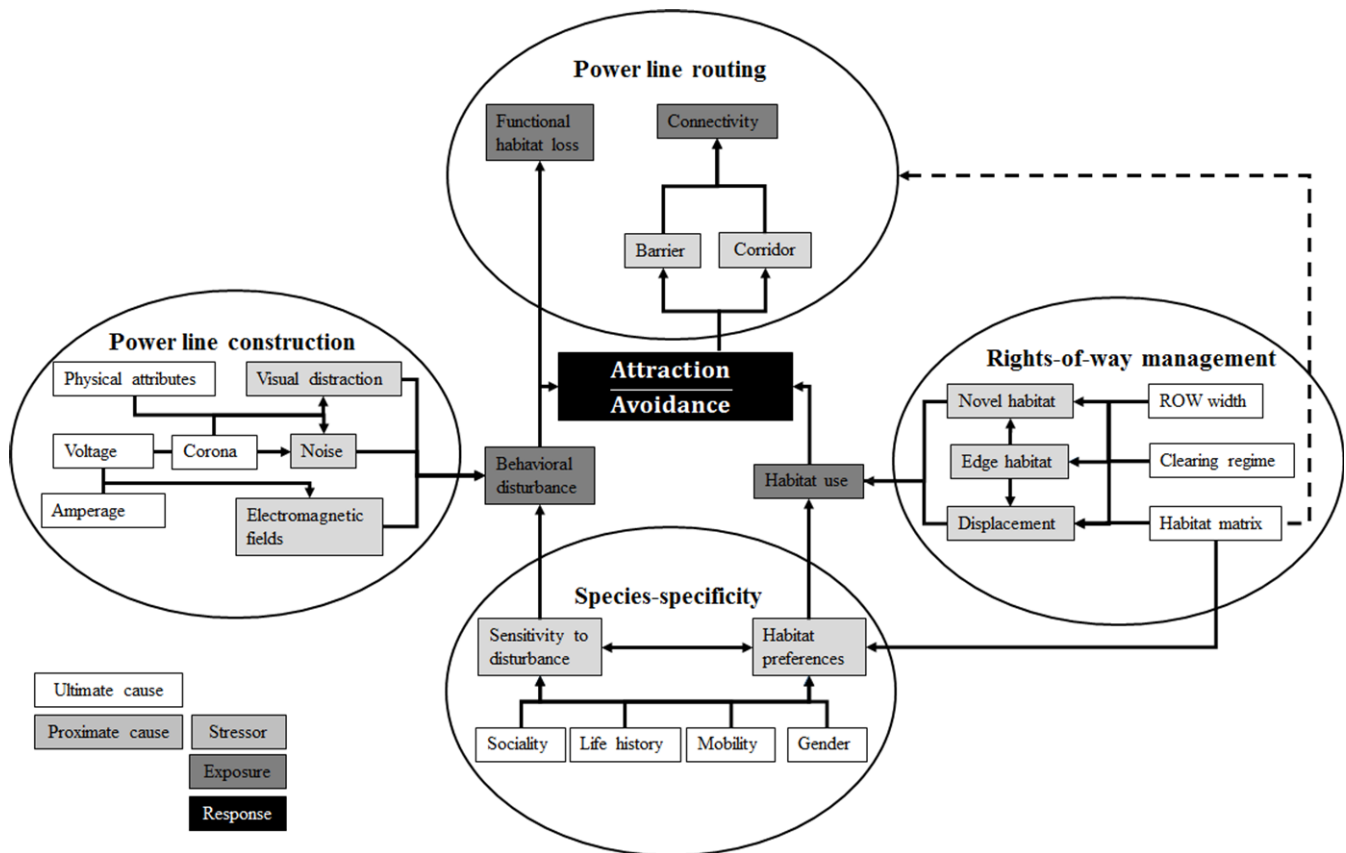 Power line routing
Functional
habitat loss
Connectivity
Barrier
Corridor
Power line construction
Physical attributes
Visual distraction
Voltage
Corona
Noise
Amperage
Electromagnetic
fields
Attraction
Avoidance
Behavioral
disturbance
Habitat use
Rights-of-way management
Novel habitat
ROW width
Edge habitat
Clearing regime
Displacement
Habitat matrix
Species-specificity
Sensitivity to
disturbance
Habitat
preferences
Sociality
Life history
Mobility
Gender
Ultimate cause
Proximate cause
Stressor
Exposure
Response